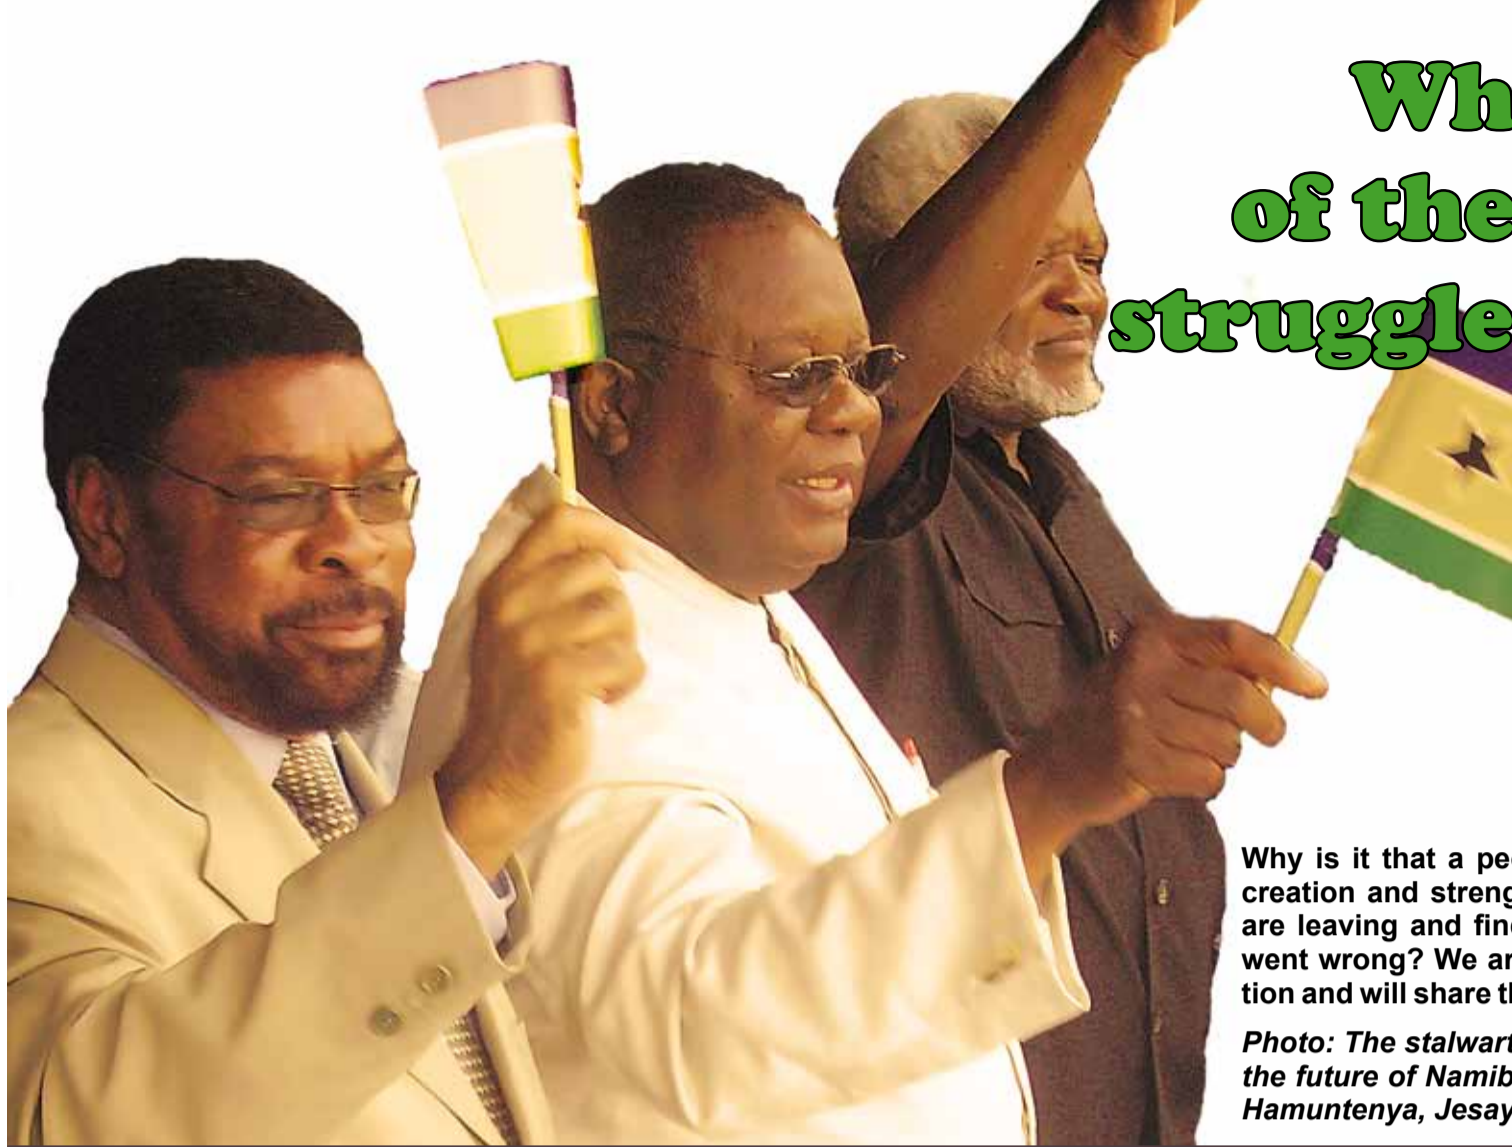 Wh
of the
struggle
Why is it that a pe
creation and streng
are leaving and fin
went wrong? We ar
tion and will share t
Photo: The stalwart
the future of Namib
Hamuntenya, Jesay